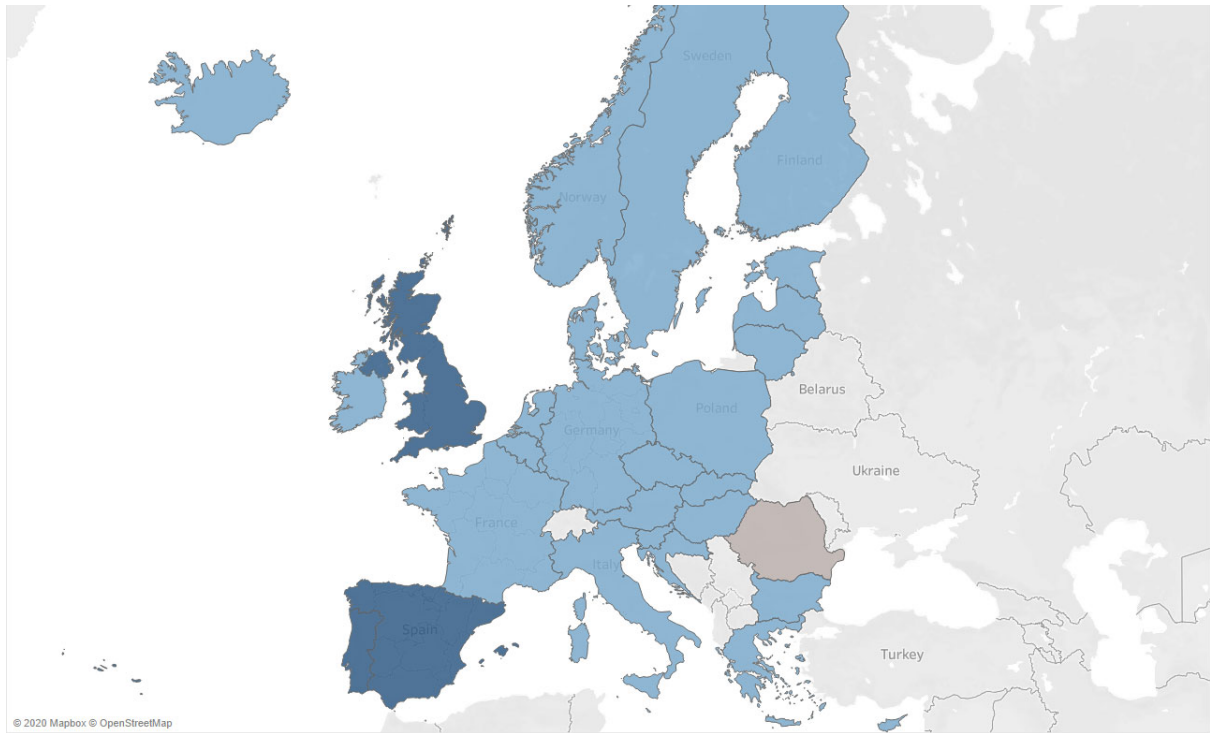 Sweden
Finland
Norway
Belarus
Poland
Germany
Ukraine
France
Italy
Spain
Turkey
© 2020 Mapbox © OpenStreetMap